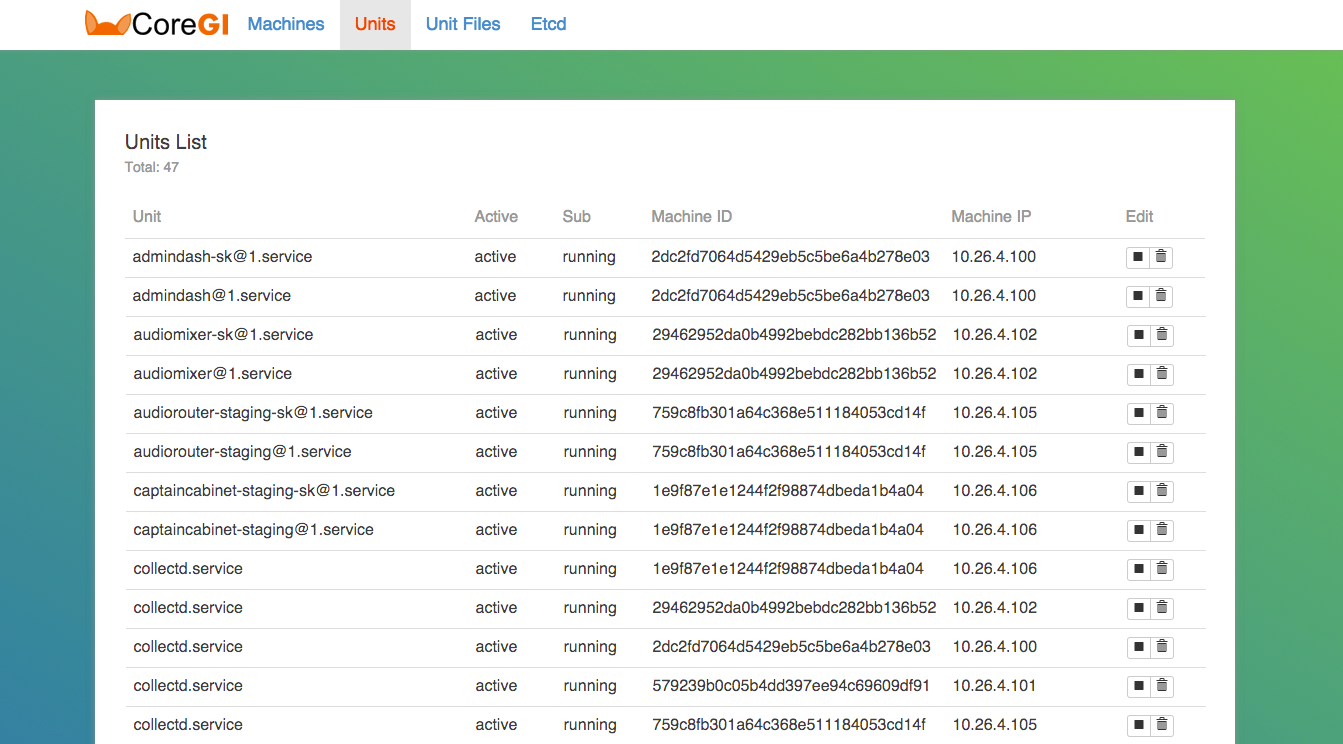 CoreGI Machines Units Unit Files Etcd
Units List
Total: 47
Unit Active Sub Machine ID Machine IP Edit
admindash-sk@1.service active running 2dc2fd7064d5429eb5c5be6a4b278e03 10.26.4.100
admindash@1.service active running 2dc2fd7064d5429eb5c5be6a4b278e03 10.26.4.100
audiomixer-sk@1.service active running 29462952da0b4992bebdc282bb136b52 10.26.4.102
audiomixer@1.service active running 29462952da0b4992bebdc282bb136b52 10.26.4.102
audiorouter-staging-sk@1.service active running 759c8fb301a64c368e511184053cd14f 10.26.4.105
audiorouter-staging@1.service active running 759c8fb301a64c368e511184053cd14f 10.26.4.105
captaincabinet-staging-sk@1.service active running 1e9f87e1e1244f2f98874dbeda1b4a04 10.26.4.106
captaincabinet-staging@1.service active running 1e9f87e1e1244f2f98874dbeda1b4a04 10.26.4.106
collectd.service active running 1e9f87e1e1244f2f98874dbeda1b4a04 10.26.4.106
collectd.service active running 29462952da0b4992bebdc282bb136b52 10.26.4.102
collectd.service active running 2dc2fd7064d5429eb5c5be6a4b278e03 10.26.4.100
collectd.service active running 579239b0c05b4dd397ee94c69609df91 10.26.4.101
collectd.service active running 759c8fb301a64c368e511184053cd14f 10.26.4.105